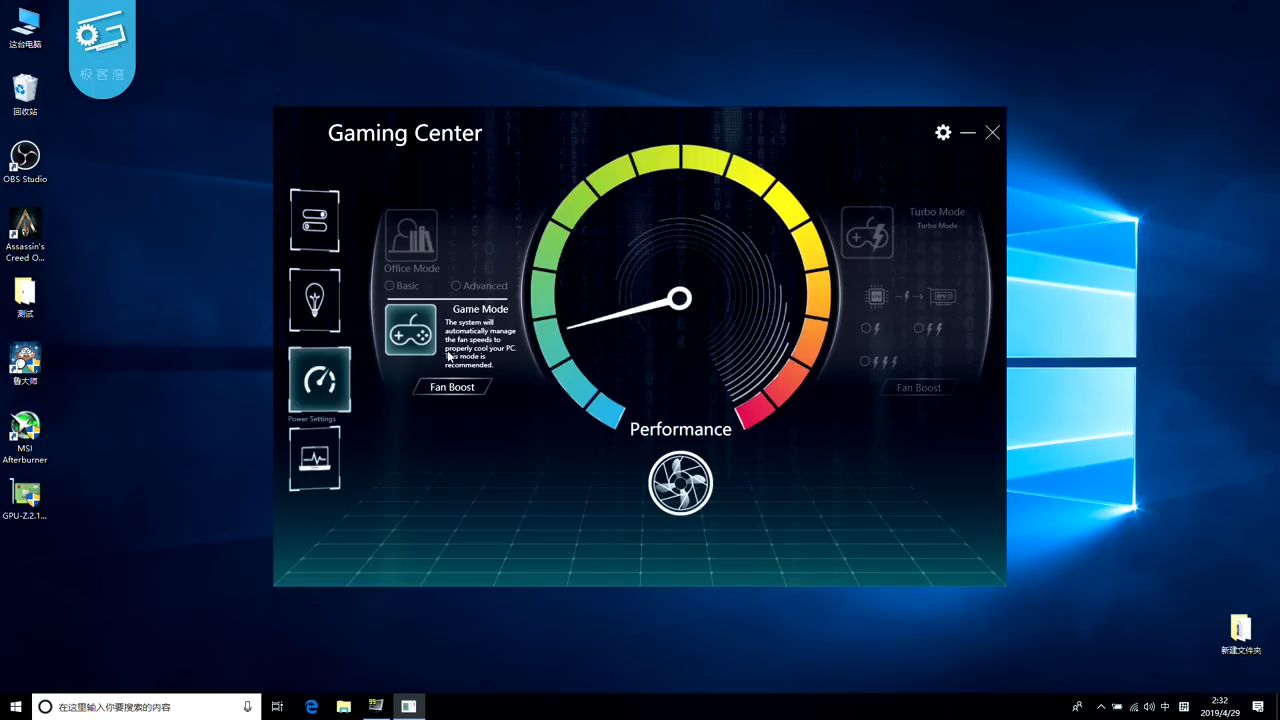 这台电脑
极客湾
回收站
OBS Studio
Assassin's
Creed O...
测试
鲁大师
MSI
Afterburner
GPU-Z.2.1...
Gaming Center
Office Mode
Basic
Advanced
Game Mode
The system will
automatically manage
the fan speeds to
properly cool your PC.
This mode is
recommended.
Fan Boost
Power Settings
Performance
Turbo Mode
Turbo Mode
Fan Boost
新建文件夹
在这里输入你要搜索的内容
中
拼
2:32
2019/4/29